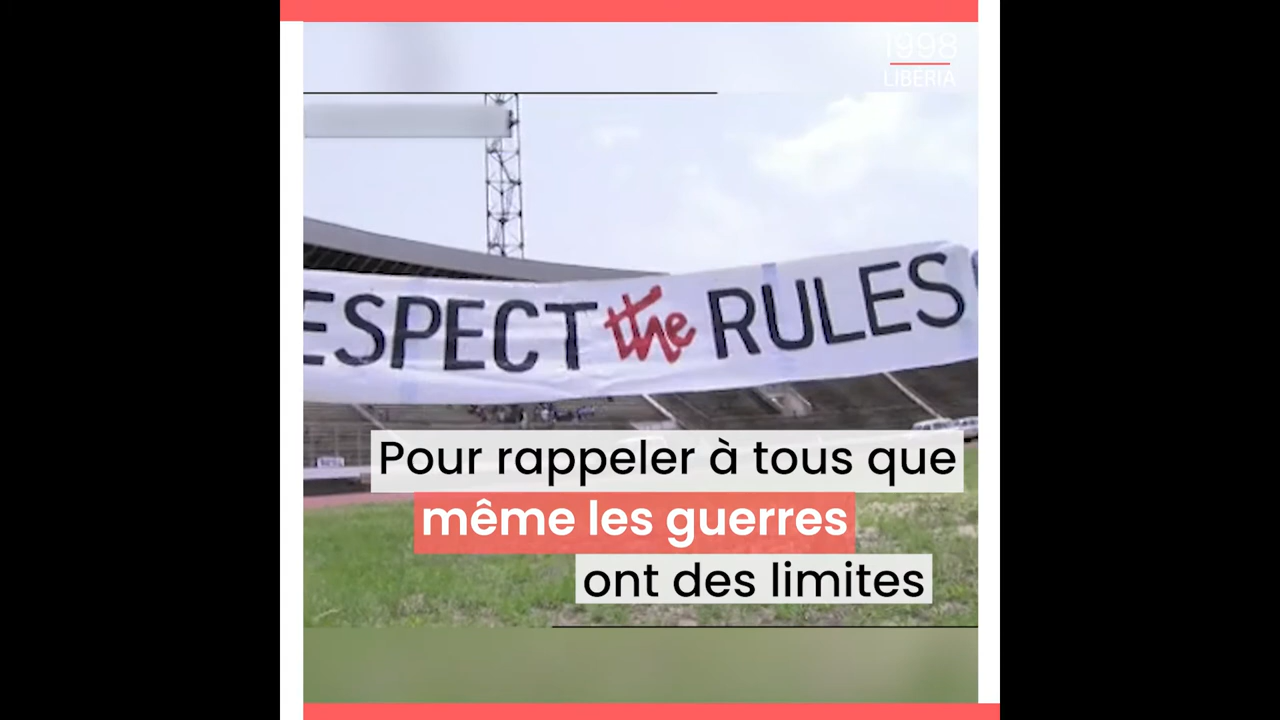 1998
LIBERIA
ESPECT the RULES
Pour rappeler à tous que
même les guerres
ont des limites